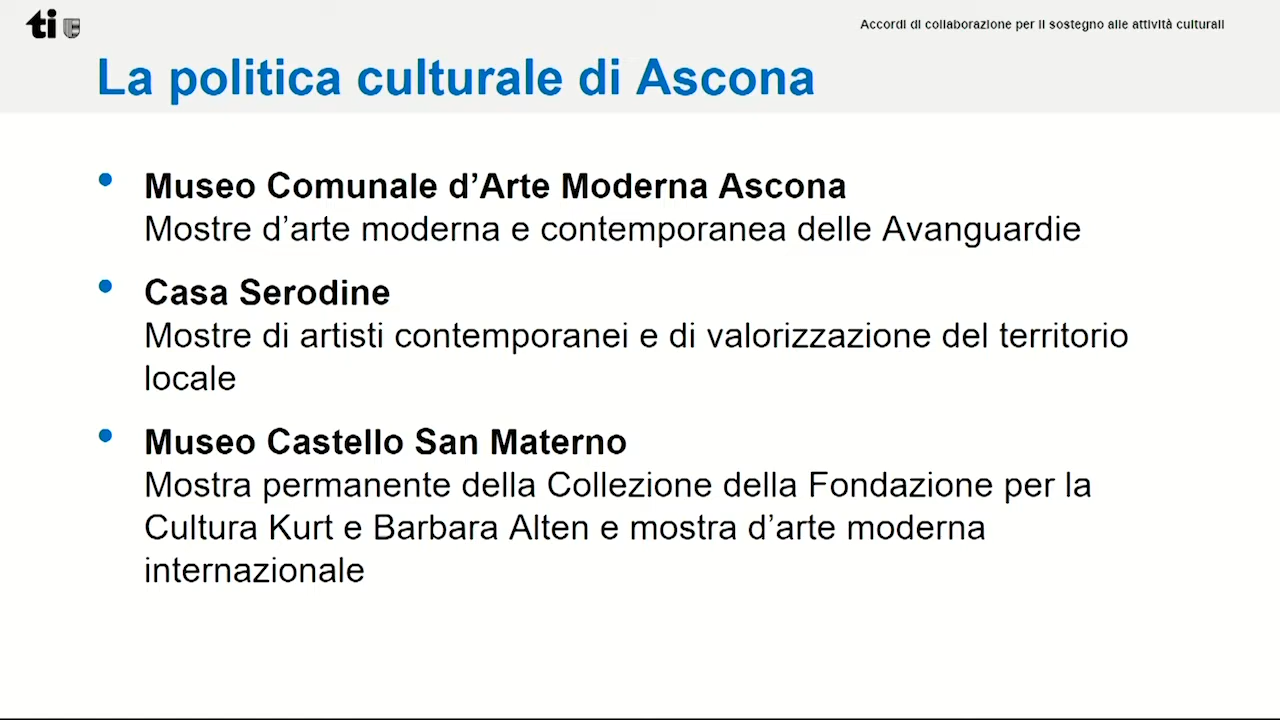 ti
Accordi di collaborazione per il sostegno alle attività culturali
La politica culturale di Ascona
• Museo Comunale d’Arte Moderna Ascona
Mostre d’arte moderna e contemporanea delle Avanguardie
• Casa Serodine
Mostre di artisti contemporanei e di valorizzazione del territorio
locale
• Museo Castello San Materno
Mostra permanente della Collezione della Fondazione per la
Cultura Kurt e Barbara Alten e mostra d’arte moderna
internazionale